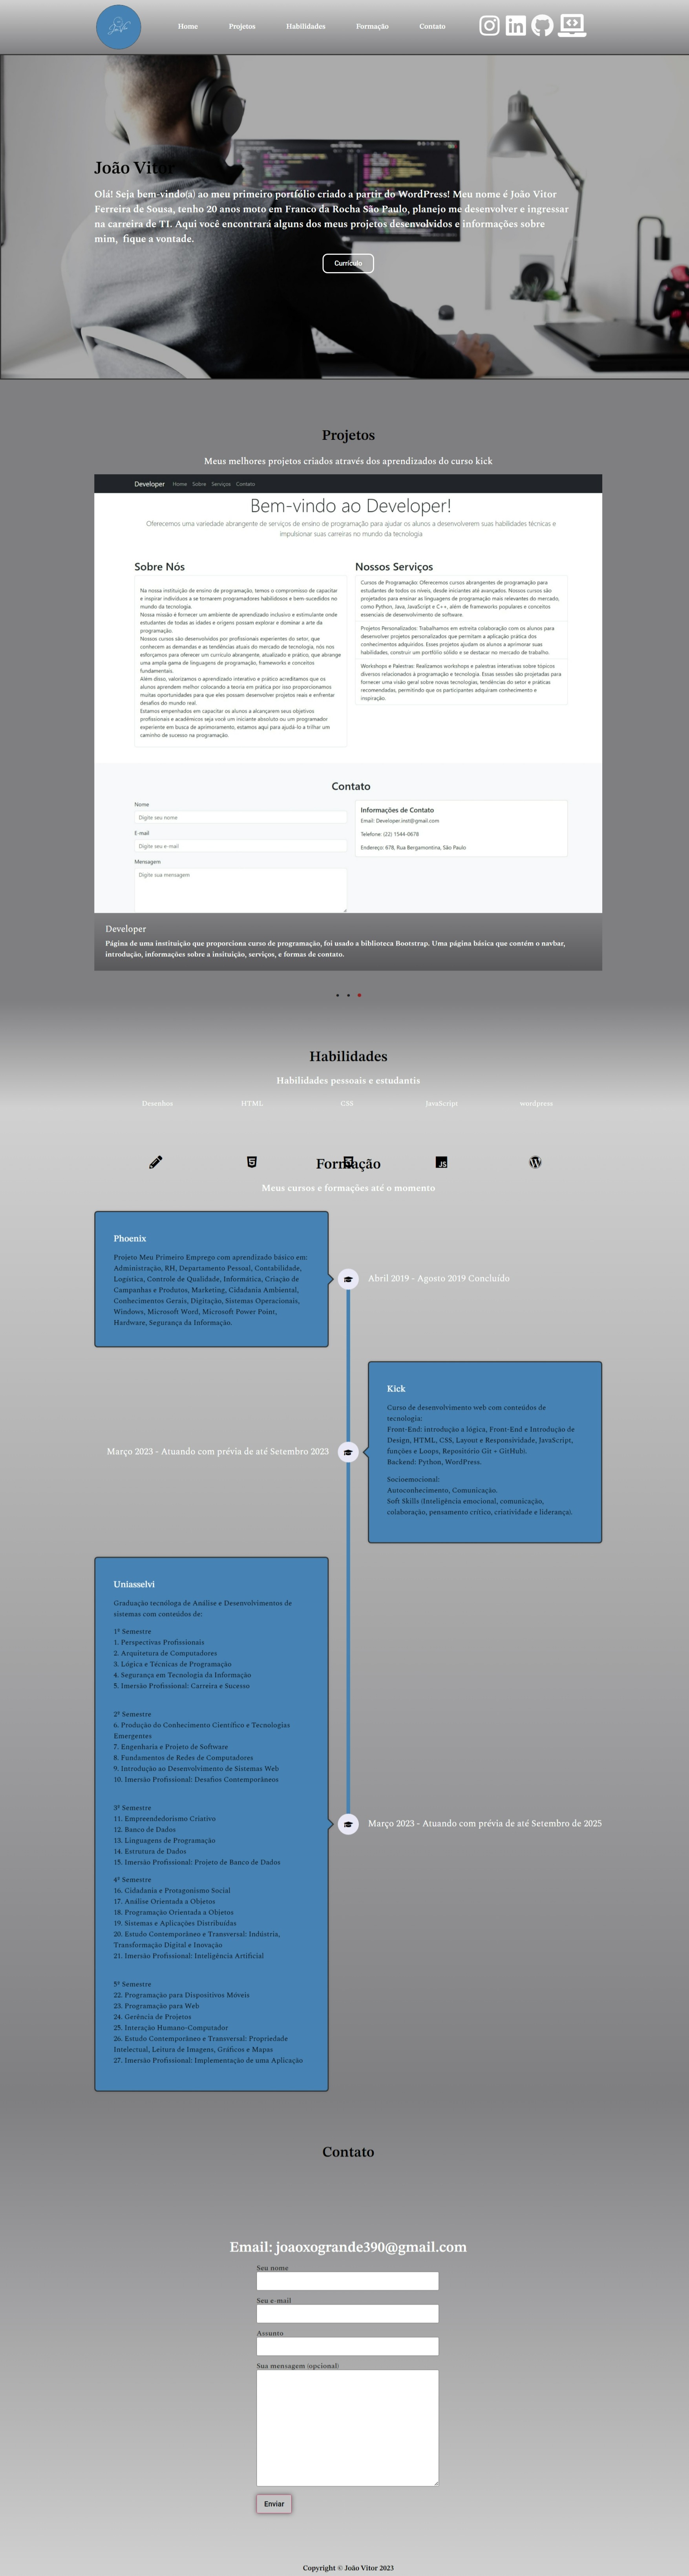 Home Projetos Habilidades Formação Contato
João Vitor
Olá! Seja bem-vindo(a) ao meu primeiro portfólio criado a partir do WordPress! Meu nome é João Vitor
Ferreira de Sousa, tenho 20 anos moto em Franco da Rocha São Paulo, planejo me desenvolver e ingressar
na carreira de TI. Aqui você encontrará alguns dos meus projetos desenvolvidos e informações sobre
mim, fique a vontade.
Currículo
Projetos
Meus melhores projetos criados através dos aprendizados do curso kick
Developer Home Sobre Serviços Contato
Bem-vindo ao Developer!
Oferecemos uma variedade abrangente de serviços de ensino de programação para ajudar os alunos a desenvolverem suas habilidades técnicas e
impulsionar suas carreiras no mundo da tecnologia
Sobre Nós
Na nossa instituição de ensino de programação, temos o compromisso de capacitar
e inspirar indivíduos a se tornarem programadores habilidosos e bem-sucedidos no
mundo da tecnologia.
Nossa missão é fornecer um ambiente de aprendizado inclusivo e estimulante onde
estudantes de todas as idades e origens possam explorar e dominar a arte da
programação.
Nossos cursos são desenvolvidos por profissionais experientes do setor, que
conhecem as demandas e as tendências atuais do mercado de tecnologia, nós nos
esforçamos para oferecer um currículo abrangente, atualizado e prático, que abrange
uma ampla gama de linguagens de programação, frameworks e conceitos
fundamentais.
Além disso, valorizamos o aprendizado interativo e prático acreditamos que os
alunos aprendem melhor colocando a teoria em prática por isso proporcionamos
muitas oportunidades para que eles possam desenvolver projetos reais e enfrentar
desafios do mundo real.
Estamos empenhados em capacitar os alunos a alcançarem seus objetivos
profissionais e acadêmicos seja você um iniciante absoluto ou um programador
experiente em busca de aprimoramento, estamos aqui para ajudá-lo a trilhar um
caminho de sucesso na programação.
Nossos Serviços
Cursos de Programação: Oferecemos cursos abrangentes de programação para
estudantes de todos os níveis, desde iniciantes até avançados. Nossos cursos são
projetados para ensinar as linguagens de programação mais relevantes do mercado,
como Python, Java, JavaScript e C++, além de frameworks populares e conceitos
essenciais de desenvolvimento de software.
Projetos Personalizados: Trabalhamos em estreita colaboração com os alunos para
desenvolver projetos personalizados que permitam a aplicação prática dos
conhecimentos adquiridos. Esses projetos ajudam os alunos a aprimorar suas
habilidades, construir um portfólio sólido e se destacar no mercado de trabalho.
Workshops e Palestras: Realizamos workshops e palestras interativas sobre tópicos
diversos relacionados à programação e tecnologia. Essas sessões são projetadas para
fornecer uma visão geral sobre novas tecnologias, tendências do setor e práticas
recomendadas, permitindo que os participantes adquiram conhecimento e
inspiração.
Contato
Nome
Digite seu nome
E-mail
Digite seu e-mail
Mensagem
Digite sua mensagem
Informações de Contato
Email: Developer.inst@gmail.com
Telefone: (22) 1544-0678
Endereço: 678, Rua Bergamontina, São Paulo
Developer
Página de uma instituição que proporciona curso de programação, foi usado a biblioteca Bootstrap. Uma página básica que contém o navbar,
introdução, informações sobre a insituição, serviços, e formas de contato.
Habilidades
Habilidades pessoais e estudantis
Desenhos HTML CSS JavaScript wordpress
Formação
Meus cursos e formações até o momento
Phoenix
Projeto Meu Primeiro Emprego com aprendizado básico em:
Administração, RH, Departamento Pessoal, Contabilidade,
Logística, Controle de Qualidade, Informática, Criação de
Campanhas e Produtos, Marketing, Cidadania Ambiental,
Conhecimentos Gerais, Digitação, Sistemas Operacionais,
Windows, Microsoft Word, Microsoft Power Point,
Hardware, Segurança da Informação.
Abril 2019 - Agosto 2019 Concluído
Kick
Curso de desenvolvimento web com conteúdos de
tecnologia:
Front-End: introdução a lógica, Front-End e Introdução de
Design, HTML, CSS, Layout e Responsividade, JavaScript,
funções e Loops, Repositório Git + GitHub).
Backend: Python, WordPress.
Socioemocional:
Autoconhecimento, Comunicação.
Soft Skills (Inteligência emocional, comunicação,
colaboração, pensamento crítico, criatividade e liderança).
Março 2023 - Atuando com prévia de até Setembro 2023
Uniasselvi
Graduação tecnóloga de Análise e Desenvolvimentos de
sistemas com conteúdos de:
1º Semestre
1. Perspectivas Profissionais
2. Arquitetura de Computadores
3. Lógica e Técnicas de Programação
4. Segurança em Tecnologia da Informação
5. Imersão Profissional: Carreira e Sucesso
2º Semestre
6. Produção do Conhecimento Científico e Tecnologias
Emergentes
7. Engenharia e Projeto de Software
8. Fundamentos de Redes de Computadores
9. Introdução ao Desenvolvimento de Sistemas Web
10. Imersão Profissional: Desafios Contemporâneos
3º Semestre
11. Empreendedorismo Criativo
12. Banco de Dados
13. Linguagens de Programação
14. Estrutura de Dados
15. Imersão Profissional: Projeto de Banco de Dados
4º Semestre
16. Cidadania e Protagonismo Social
17. Análise Orientada a Objetos
18. Programação Orientada a Objetos
19. Sistemas e Aplicações Distribuídas
20. Estudo Contemporâneo e Transversal: Indústria,
Transformação Digital e Inovação
21. Imersão Profissional: Inteligência Artificial
5º Semestre
22. Programação para Dispositivos Móveis
23. Programação para Web
24. Gerência de Projetos
25. Interação Humano-Computador
26. Estudo Contemporâneo e Transversal: Propriedade
Intelectual, Leitura de Imagens, Gráficos e Mapas
27. Imersão Profissional: Implementação de uma Aplicação
Março 2023 - Atuando com prévia de até Setembro de 2025
Contato
Email: joaoxogrande390@gmail.com
Seu nome
Seu e-mail
Assunto
Sua mensagem (opcional)
Enviar
Copyright © João Vitor 2023